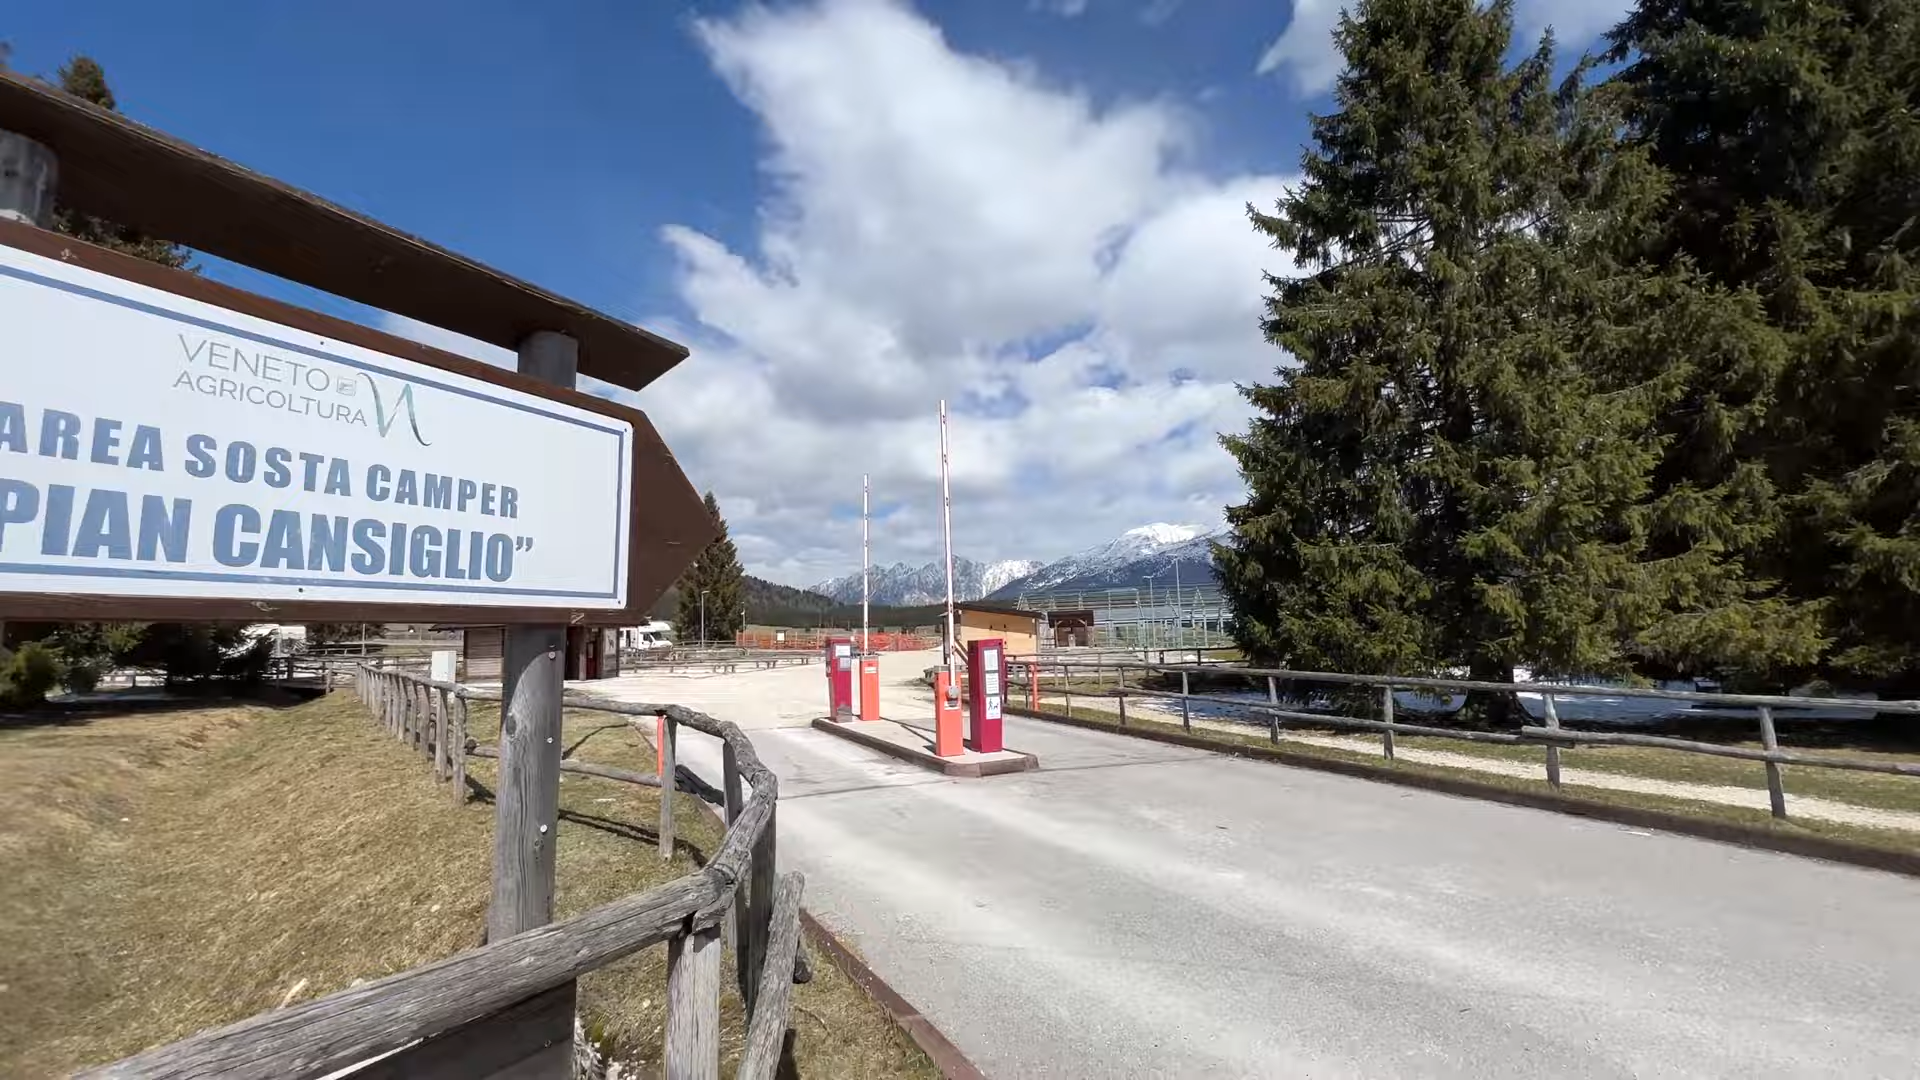 VENETO
AGRICOLTURA
AREA SOSTA CAMPER
PIAN CANSIGLIO”